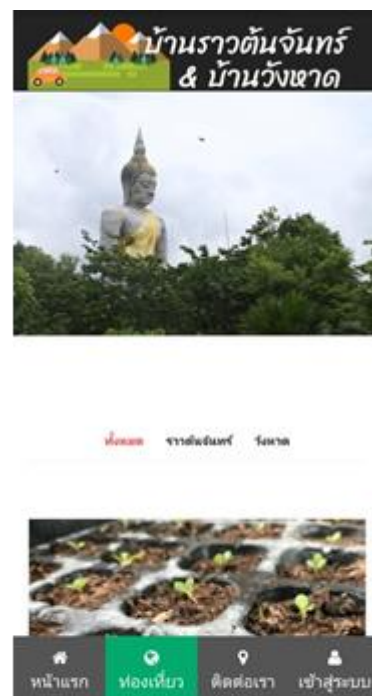 บ้านราวต้นจันทร์
& บ้านวังหาด
ทั้งหมด ราวต้นจันทร์ วังหาด
หน้าแรก ท่องเที่ยว ติดต่อเรา เข้าสู่ระบบ